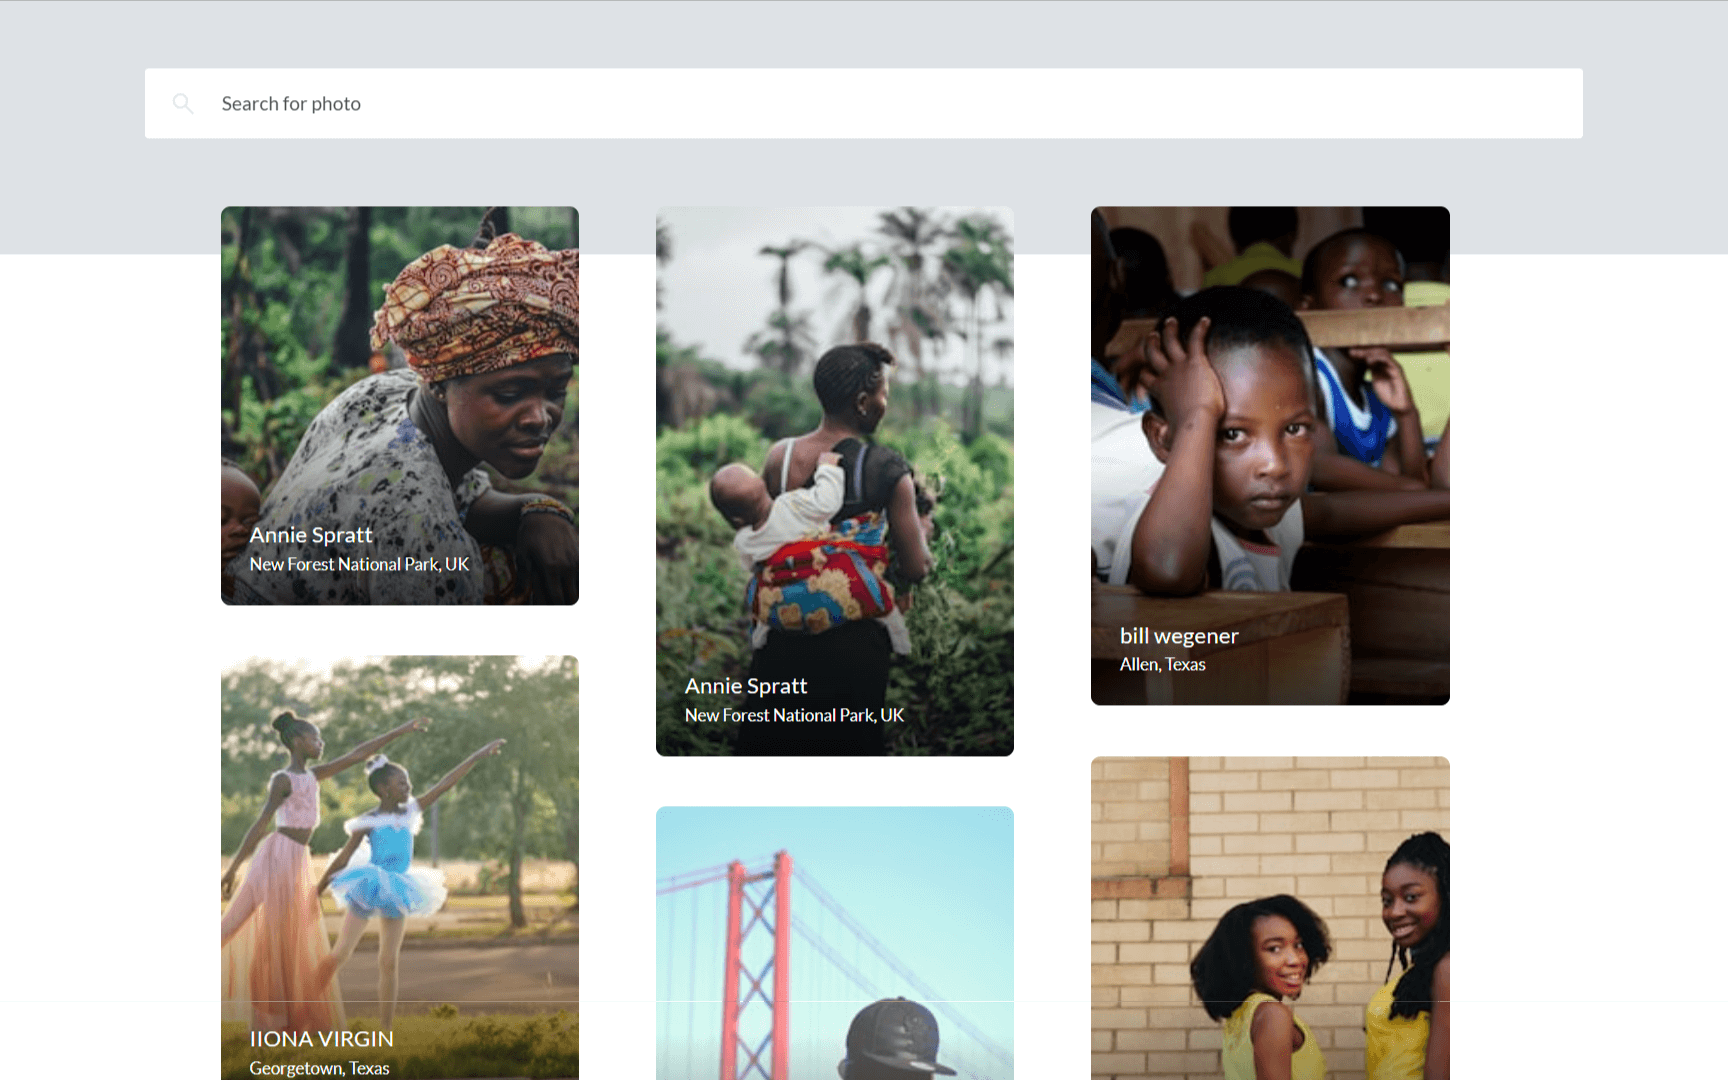 Search for photo
Annie Spratt
New Forest National Park, UK
Annie Spratt
New Forest National Park, UK
bill wegener
Allen, Texas
IIONA VIRGIN
Georgetown, Texas